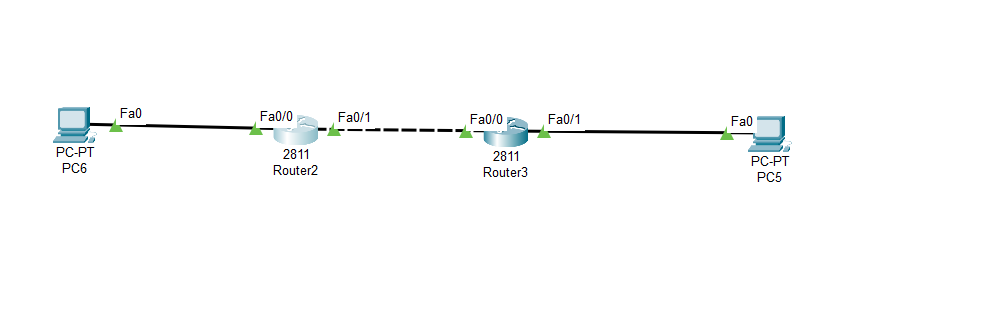 Fa0
Fa0/0
Fa0/1
Fa0/0
Fa0/1
Fa0
PC-PT
PC6
2811
Router2
2811
Router3
PC-PT
PC5